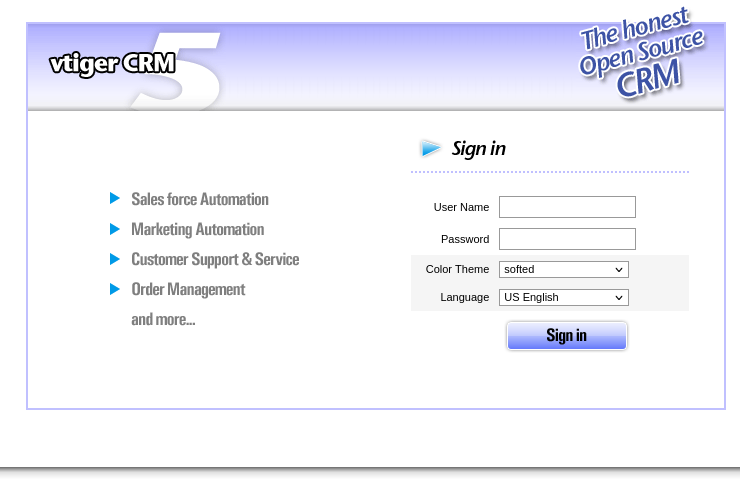 vtiger CRM 5
The honest
Open Source
CRM
Sign in
Sales force Automation
Marketing Automation
Customer Support & Service
Order Management
and more...
User Name
Password
Color Theme softed
Language US English
Sign in